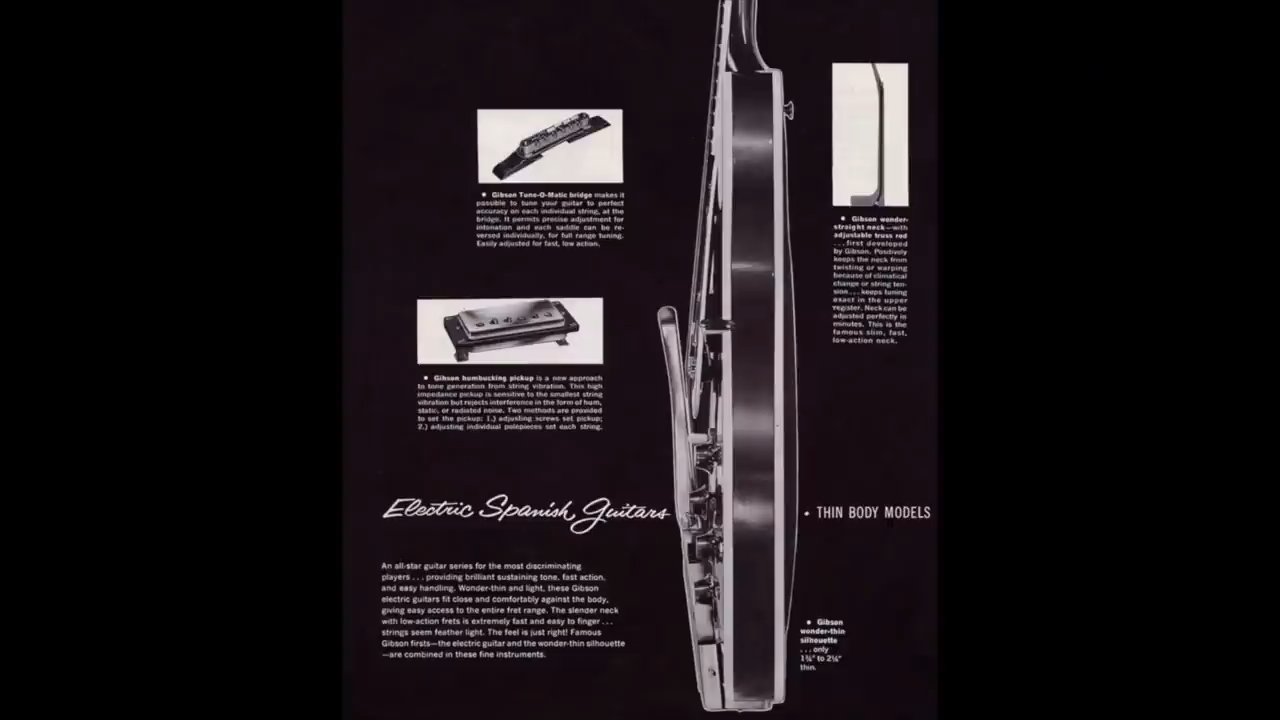 ● Gibson Tune-O-Matic bridge makes it
possible to tune your guitar to perfect
accuracy on each individual string, at the
bridge. It permits precise adjustment for
intonation and each saddle can be re-
versed individually, for full range tuning.
Easily adjusted for fast, low action.
● Gibson wonder-
straight neck—with
adjustable truss rod
...first developed
by Gibson. Positively
keeps the neck from
twisting or warping
because of climatical
change or string ten-
sion...keeps tuning
exact in the upper
register. Neck can be
adjusted perfectly in
minutes. This is the
famous slim, fast,
low-action neck.
● Gibson humbucking pickup is a new approach
to tone generation from string vibration. This high
impedance pickup is sensitive to the smallest string
vibration but rejects interference in the form of hum,
static, or radiated noise. Two methods are provided
to set the pickup: 1.) adjusting screws set pickup;
2.) adjusting individual polepieces set each string.
Electric Spanish Guitars
• THIN BODY MODELS
An all-star guitar series for the most discriminating
players ... providing brilliant sustaining tone, fast action,
and easy handling. Wonder-thin and light, these Gibson
electric guitars fit close and comfortably against the body,
giving easy access to the entire fret range. The slender neck
with low-action frets is extremely fast and easy to finger ...
strings seem feather light. The feel is just right! Famous
Gibson firsts—the electric guitar and the wonder-thin silhouette
—are combined in these fine instruments.
● Gibson
wonder-thin
silhouette
...only
1¾" to 2¼"
thin.